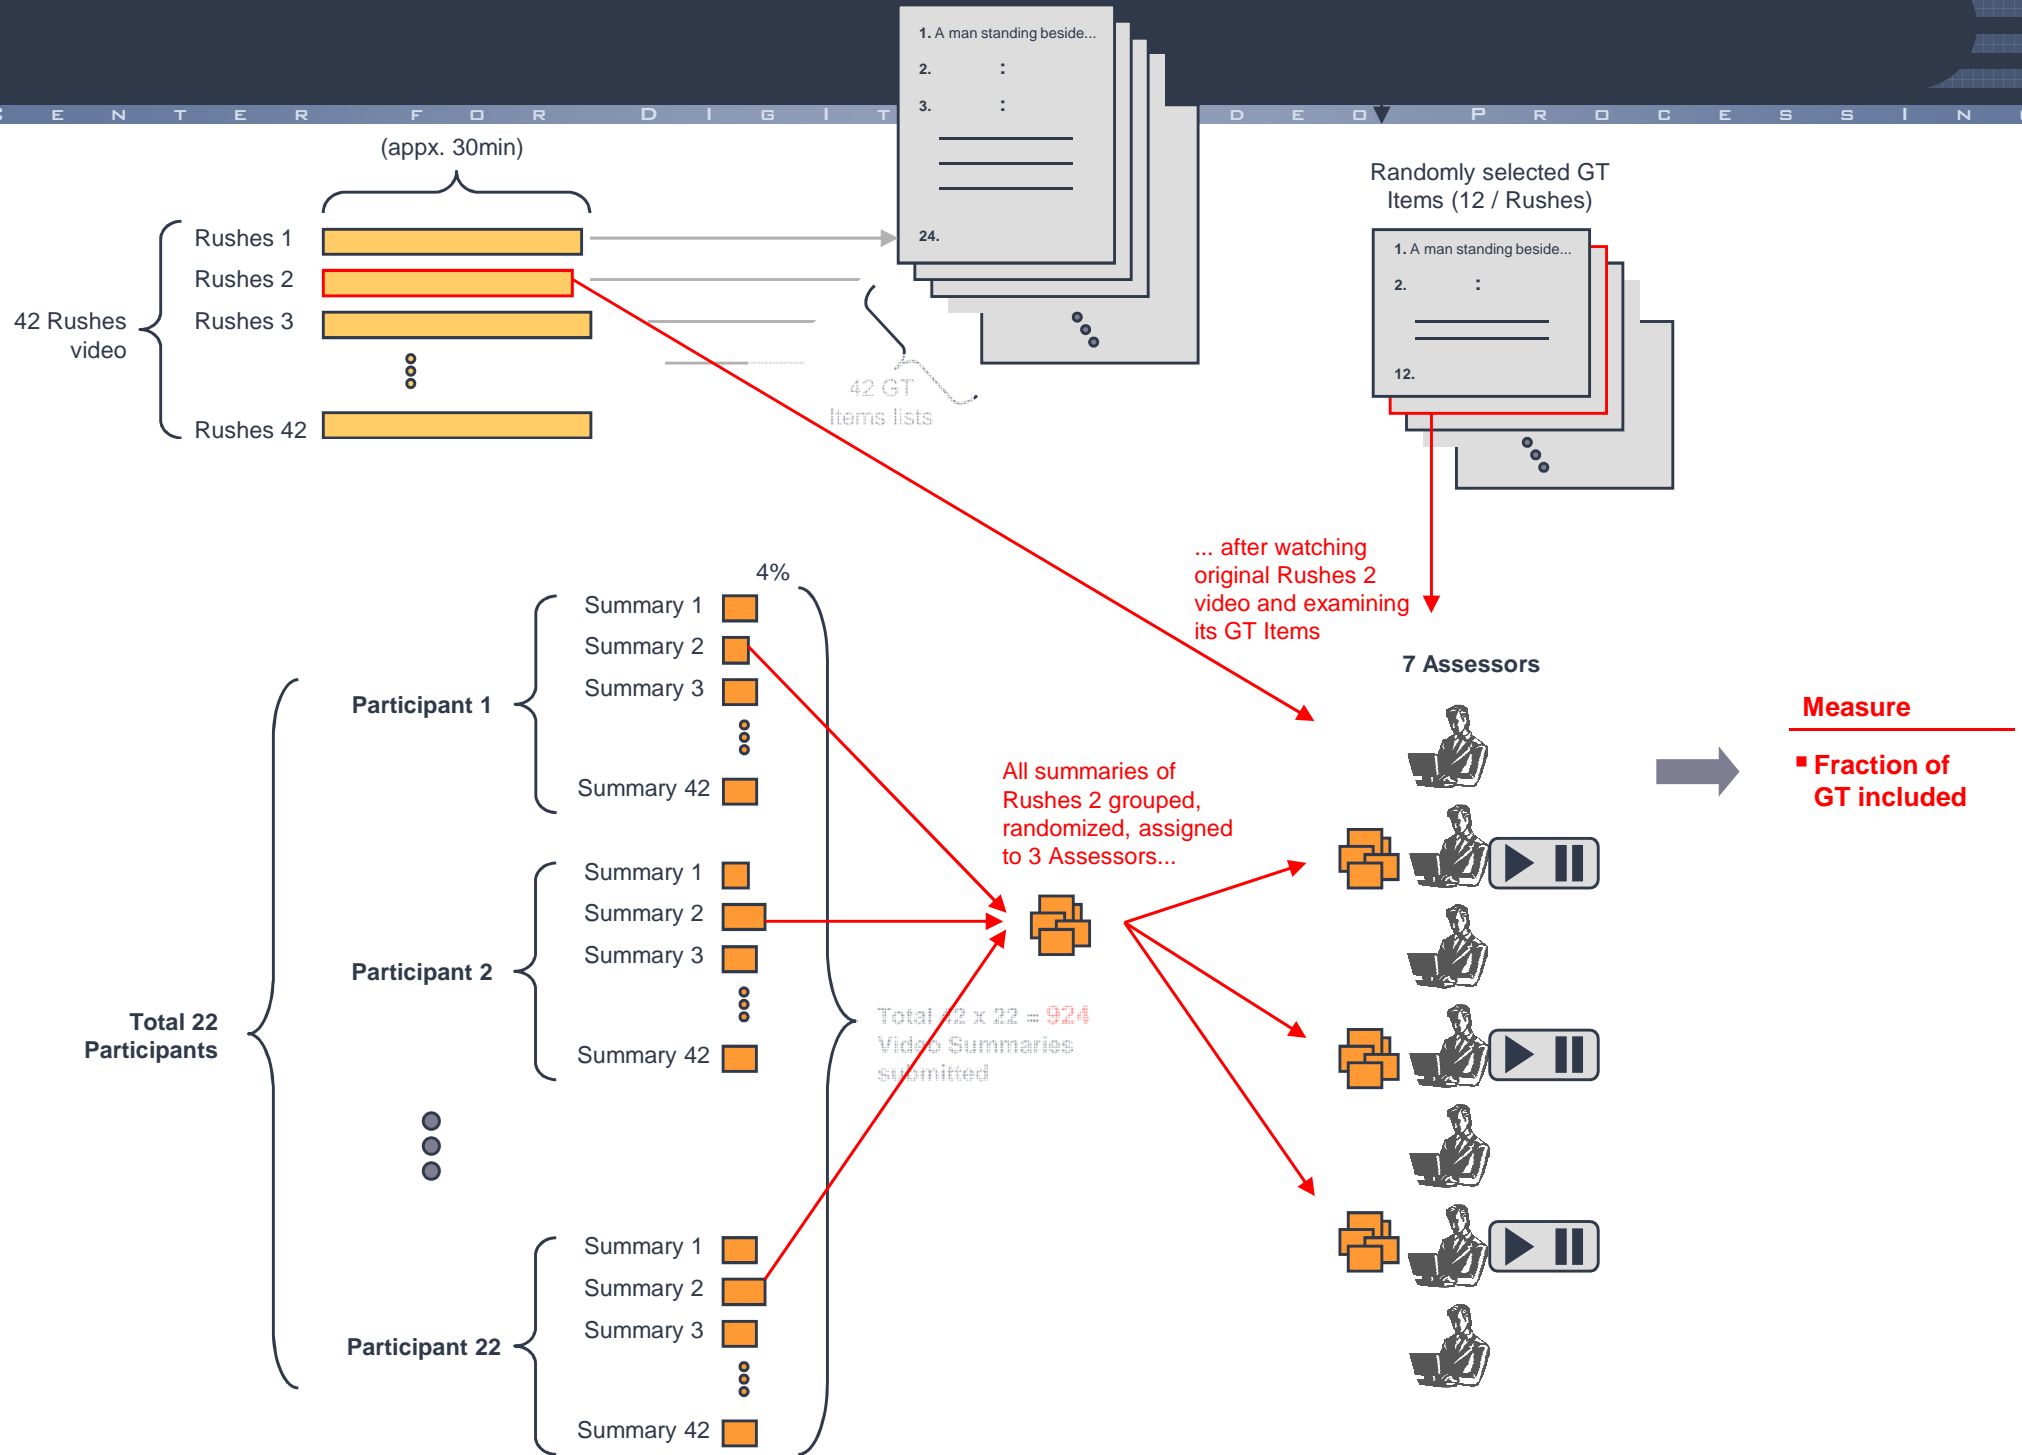 1. A man standing beside...
2. :
3. :
24.
(appx. 30min)
Rushes 1
Rushes 2
Rushes 3
Rushes 42
42 Rushes
video
42 GT
Items lists
Randomly selected GT
Items (12 / Rushes)
1. A man standing beside...
2. :
12.
... after watching
original Rushes 2
video and examining
its GT Items
4%
Summary 1
Summary 2
Summary 3
Summary 42
Participant 1
Summary 1
Summary 2
Summary 3
Summary 42
Participant 2
Total 22
Participants
Summary 1
Summary 2
Summary 3
Summary 42
Participant 22
Total 42 x 22 = 924
Video Summaries
submitted
All summaries of
Rushes 2 grouped,
randomized, assigned
to 3 Assessors...
7 Assessors
Measure
▪ Fraction of
GT included